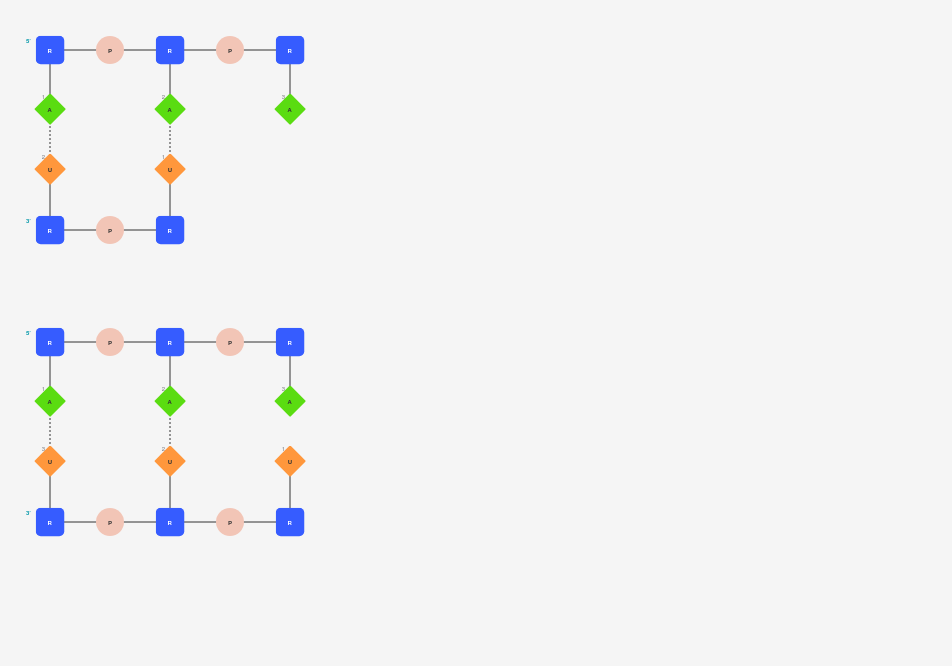 5' R P R P R
1 A 2 A 3 A
2 U 1 U
3' R P R
5' R P R P R
1 A 2 A 3 A
3 U 2 U 1 U
3' R P R P R